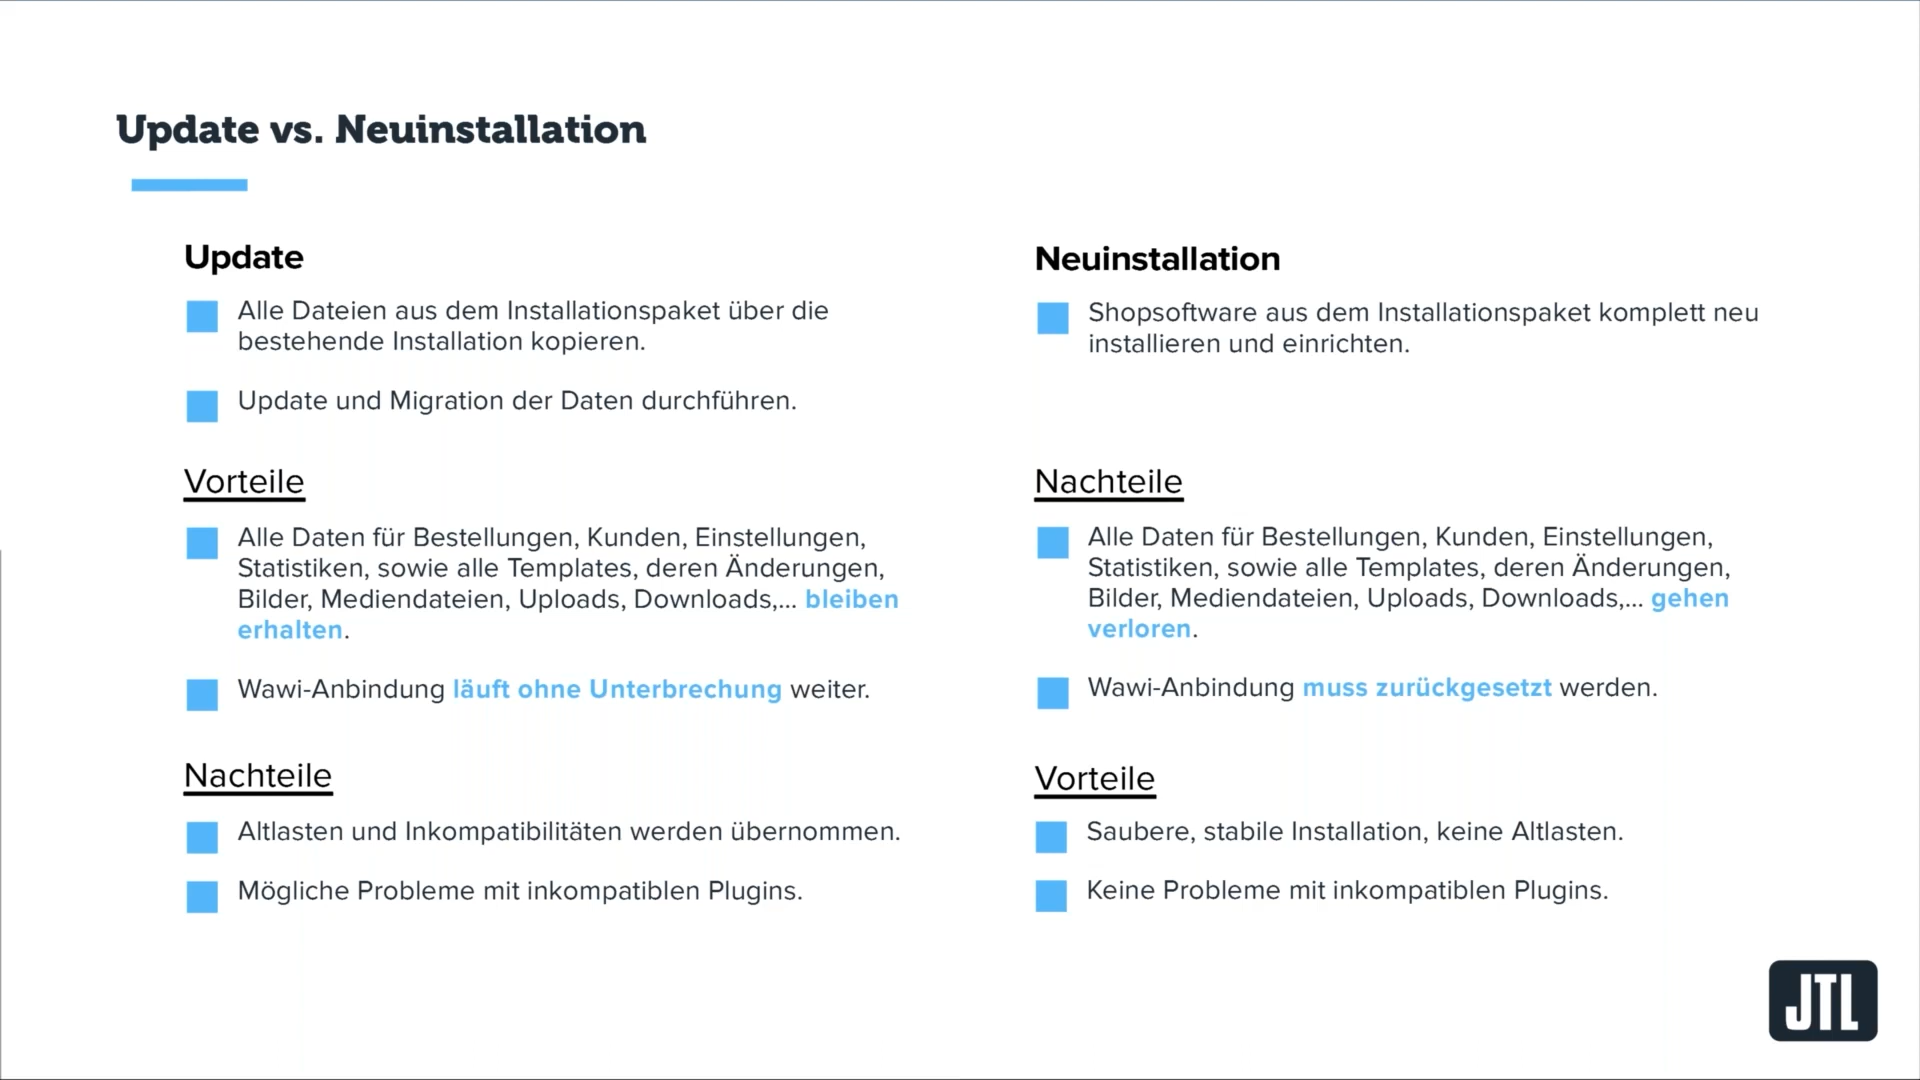 Update vs. Neuinstallation
Update
Alle Dateien aus dem Installationspaket über die
bestehende Installation kopieren.
Update und Migration der Daten durchführen.
Vorteile
Alle Daten für Bestellungen, Kunden, Einstellungen,
Statistiken, sowie alle Templates, deren Änderungen,
Bilder, Mediendateien, Uploads, Downloads,... bleiben
erhalten.
Wawi-Anbindung läuft ohne Unterbrechung weiter.
Nachteile
Altlasten und Inkompatibilitäten werden übernommen.
Mögliche Probleme mit inkompatiblen Plugins.
Neuinstallation
Shopsoftware aus dem Installationspaket komplett neu
installieren und einrichten.
Nachteile
Alle Daten für Bestellungen, Kunden, Einstellungen,
Statistiken, sowie alle Templates, deren Änderungen,
Bilder, Mediendateien, Uploads, Downloads,... gehen
verloren.
Wawi-Anbindung muss zurückgesetzt werden.
Vorteile
Saubere, stabile Installation, keine Altlasten.
Keine Probleme mit inkompatiblen Plugins.
JTL